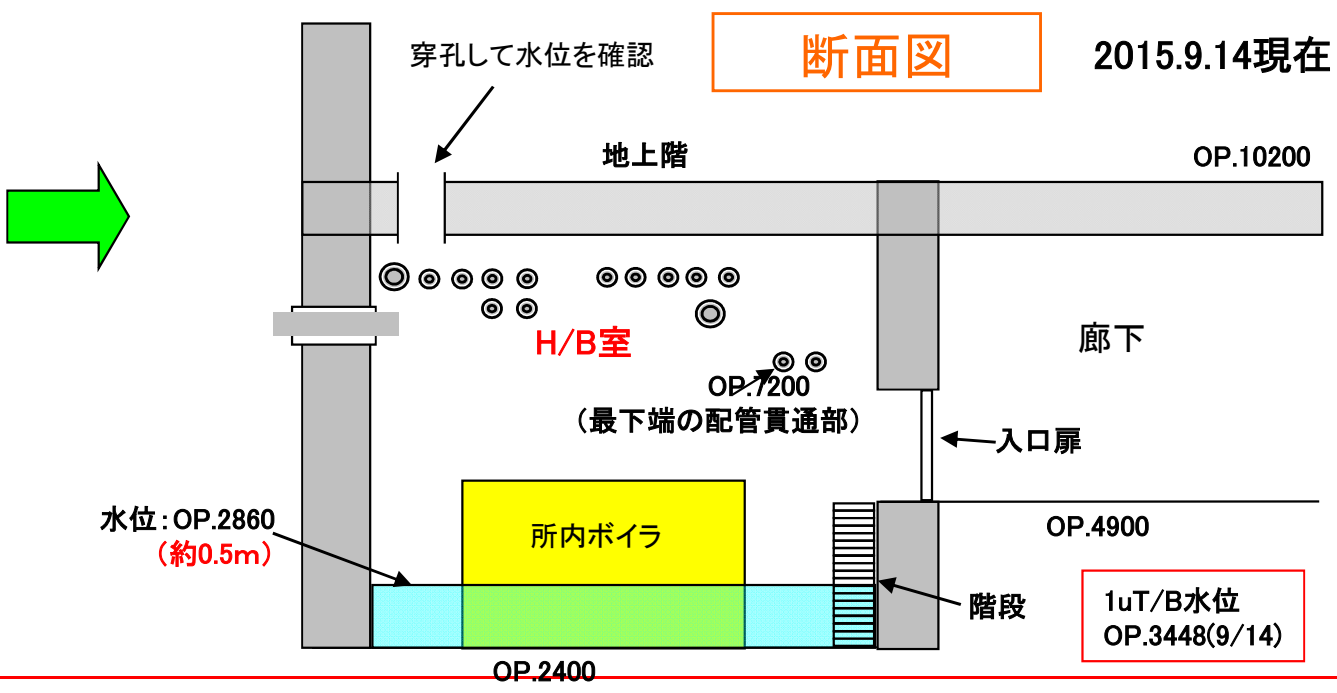 穿孔して水位を確認
断面図
2015.9.14現在
地上階
OP.10200
H/B室
廊下
OP.7200
（最下端の配管貫通部）
入口扉
水位：OP.2860
（約0.5m）
所内ボイラ
OP.4900
階段
1uT/B水位
OP.3448(9/14)
OP.2400